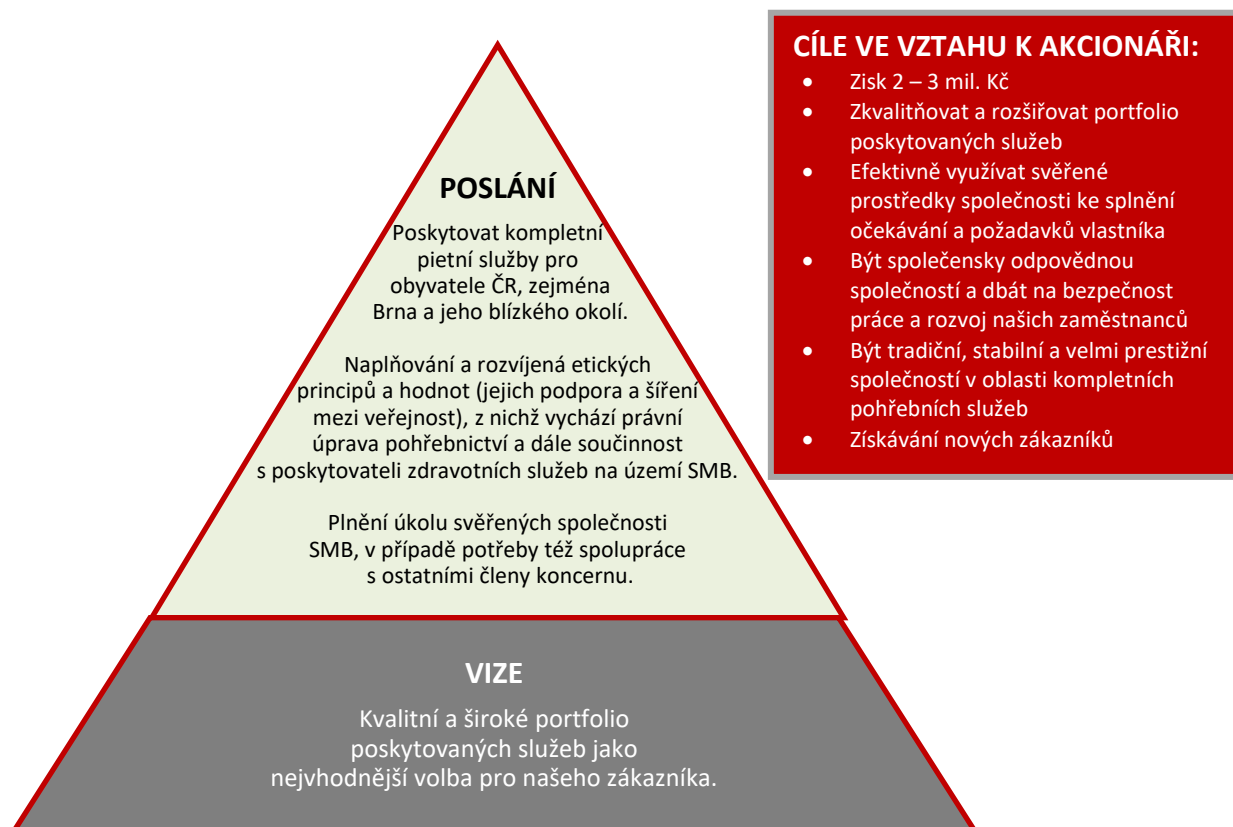 POSLÁNÍ
Poskytovat kompletní
pietní služby pro
obyvatele ČR, zejména
Brna a jeho blízkého okolí.
Naplňování a rozvíjená etických
principů a hodnot (jejich podpora a šíření
mezi veřejnost), z nichž vychází právní
úprava pohřebnictví a dále součinnost
s poskytovateli zdravotních služeb na území SMB.
Plnění úkolu svěřených společnosti
SMB, v případě potřeby též spolupráce
s ostatními členy koncernu.
VIZE
Kvalitní a široké portfolio
poskytovaných služeb jako
nejvhodnější volba pro našeho zákazníka.
CÍLE VE VZTAHU K AKCIONÁŘI:
• Zisk 2 – 3 mil. Kč
• Zkvalitňovat a rozšiřovat portfolio
poskytovaných služeb
• Efektivně využívat svěřené
prostředky společnosti ke splnění
očekávání a požadavků vlastníka
• Být společensky odpovědnou
společností a dbát na bezpečnost
práce a rozvoj našich zaměstnanců
• Být tradiční, stabilní a velmi prestižní
společností v oblasti kompletních
pohřebních služeb
• Získávání nových zákazníků